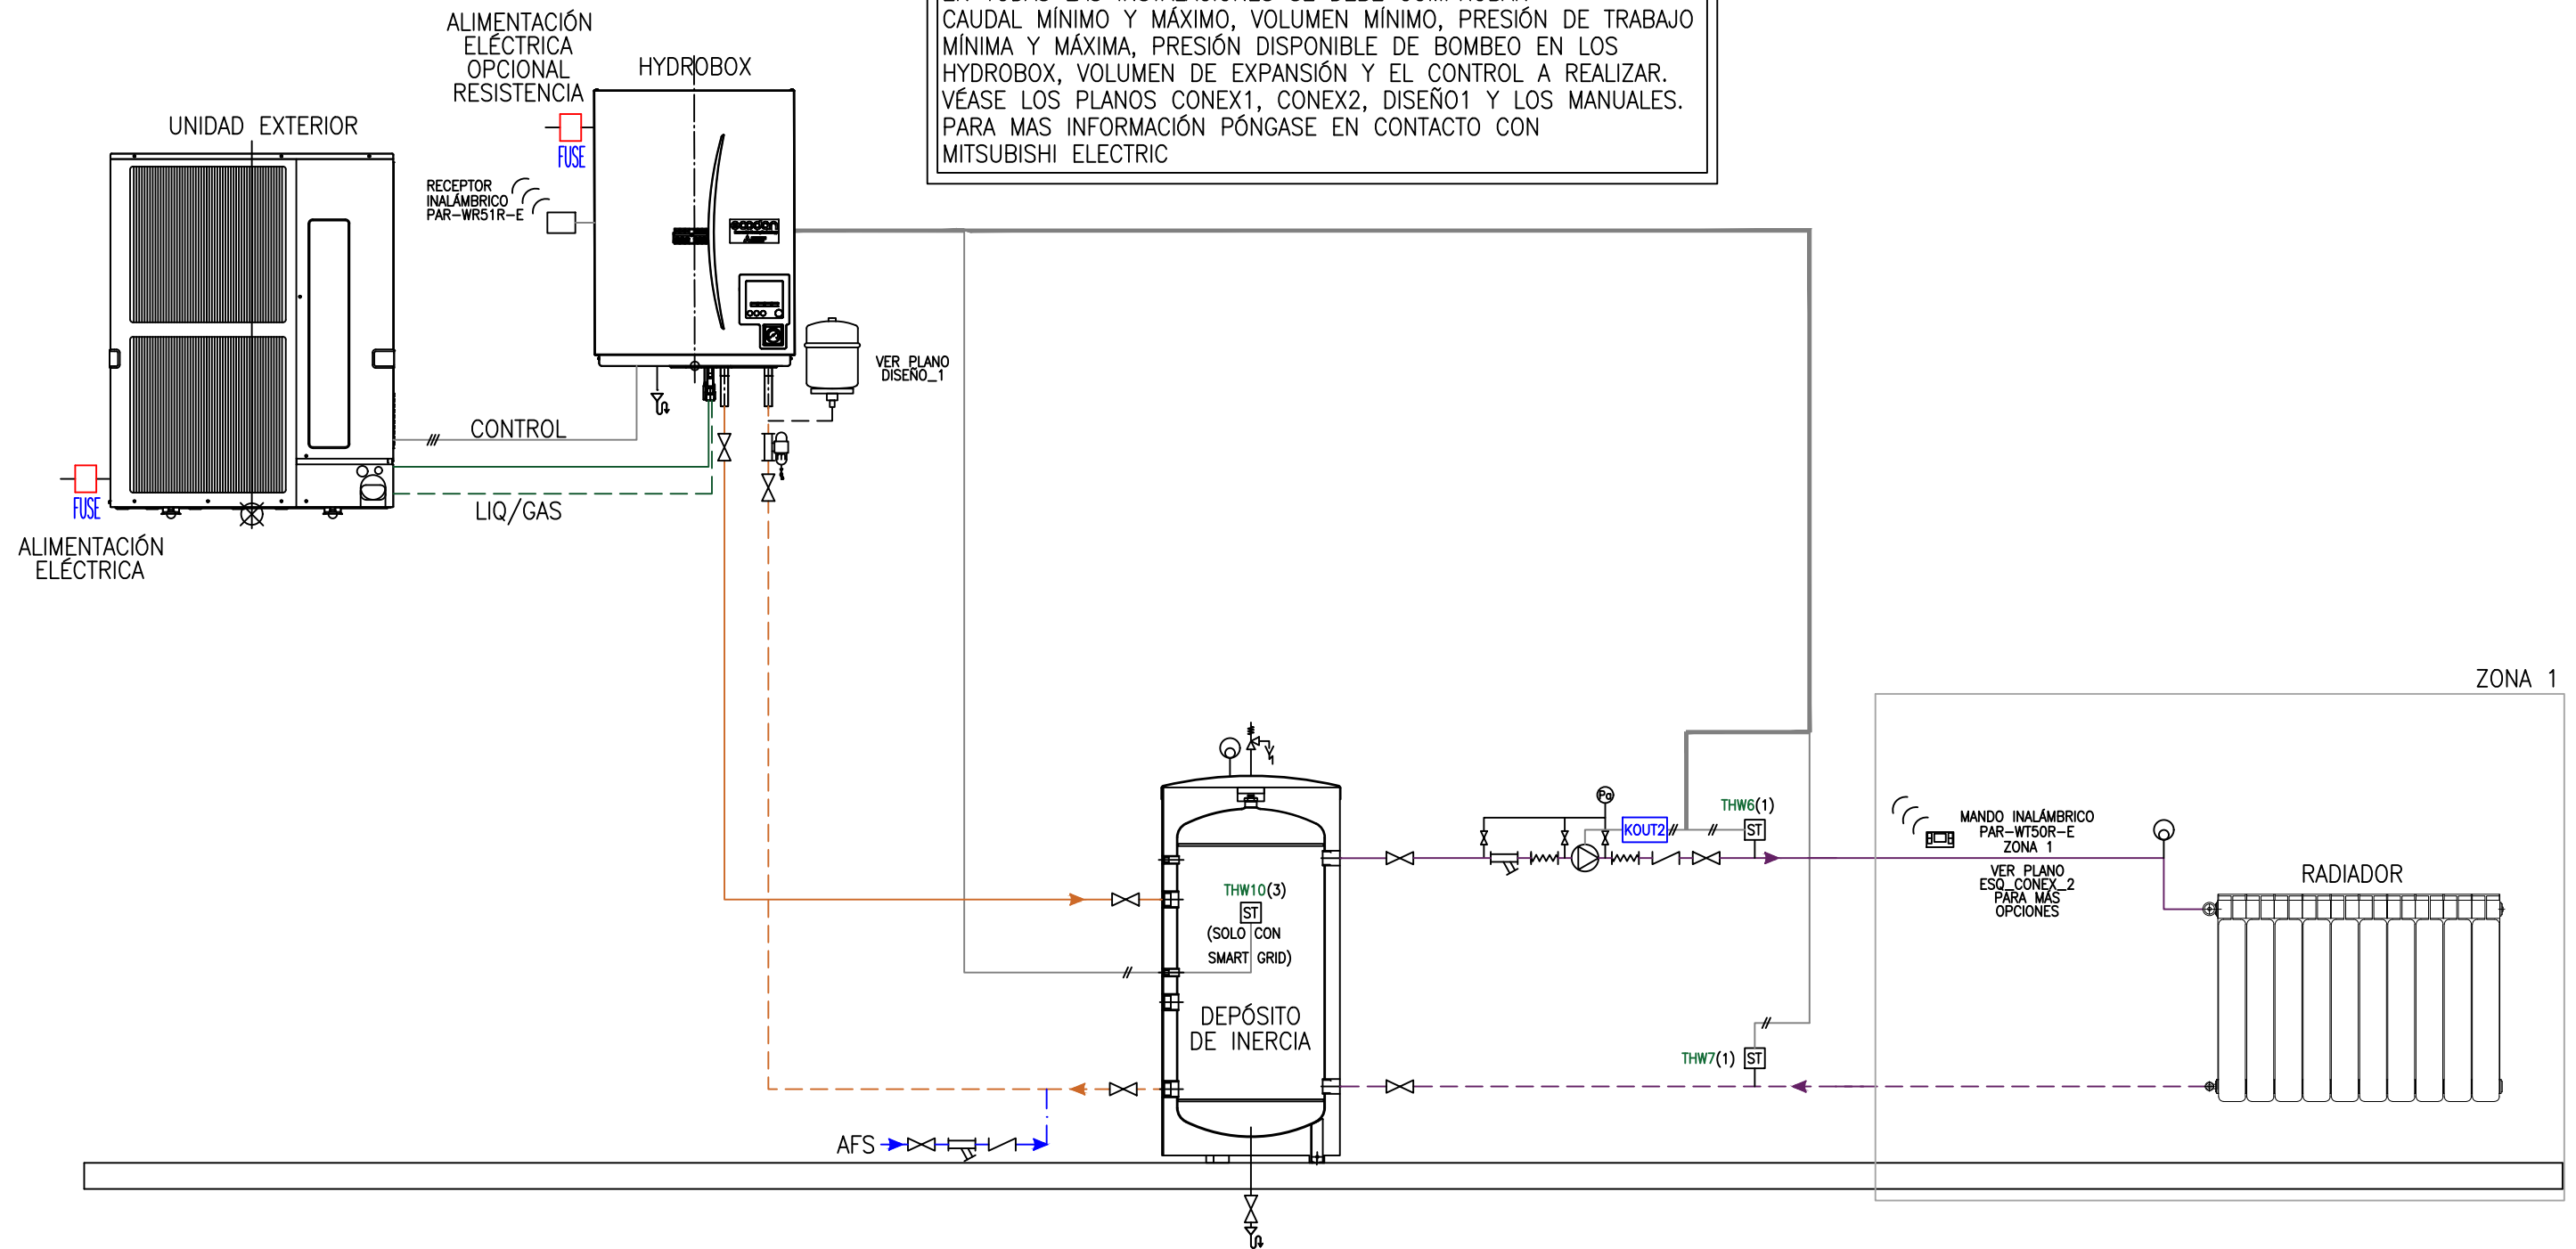 CAUDAL MÍNIMO Y MÁXIMO, VOLUMEN MÍNIMO, PRESIÓN DE TRABAJO
MÍNIMA Y MÁXIMA, PRESIÓN DISPONIBLE DE BOMBEO EN LOS
HYDROBOX, VOLUMEN DE EXPANSIÓN Y EL CONTROL A REALIZAR.
VÉASE LOS PLANOS CONEX1, CONEX2, DISEÑO1 Y LOS MANUALES.
PARA MAS INFORMACIÓN PÓNGASE EN CONTACTO CON
MITSUBISHI ELECTRIC
ALIMENTACIÓN
ELÉCTRICA
OPCIONAL
RESISTENCIA
HYDROBOX
UNIDAD EXTERIOR
FUSE
RECEPTOR
INALÁMBRICO
PAR-WR51R-E
ecodan
VER PLANO
DISEÑO_1
CONTROL
LIQ/GAS
FUSE
ALIMENTACIÓN
ELÉCTRICA
ZONA 1
Pa
KOUT2
THW6(1)
ST
MANDO INALÁMBRICO
PAR-WT50R-E
ZONA 1
VER PLANO
ESQ_CONEX_2
PARA MÁS
OPCIONES
RADIADOR
THW10(3)
ST
(SOLO CON
SMART GRID)
DEPÓSITO
DE INERCIA
THW7(1)
ST
AFS